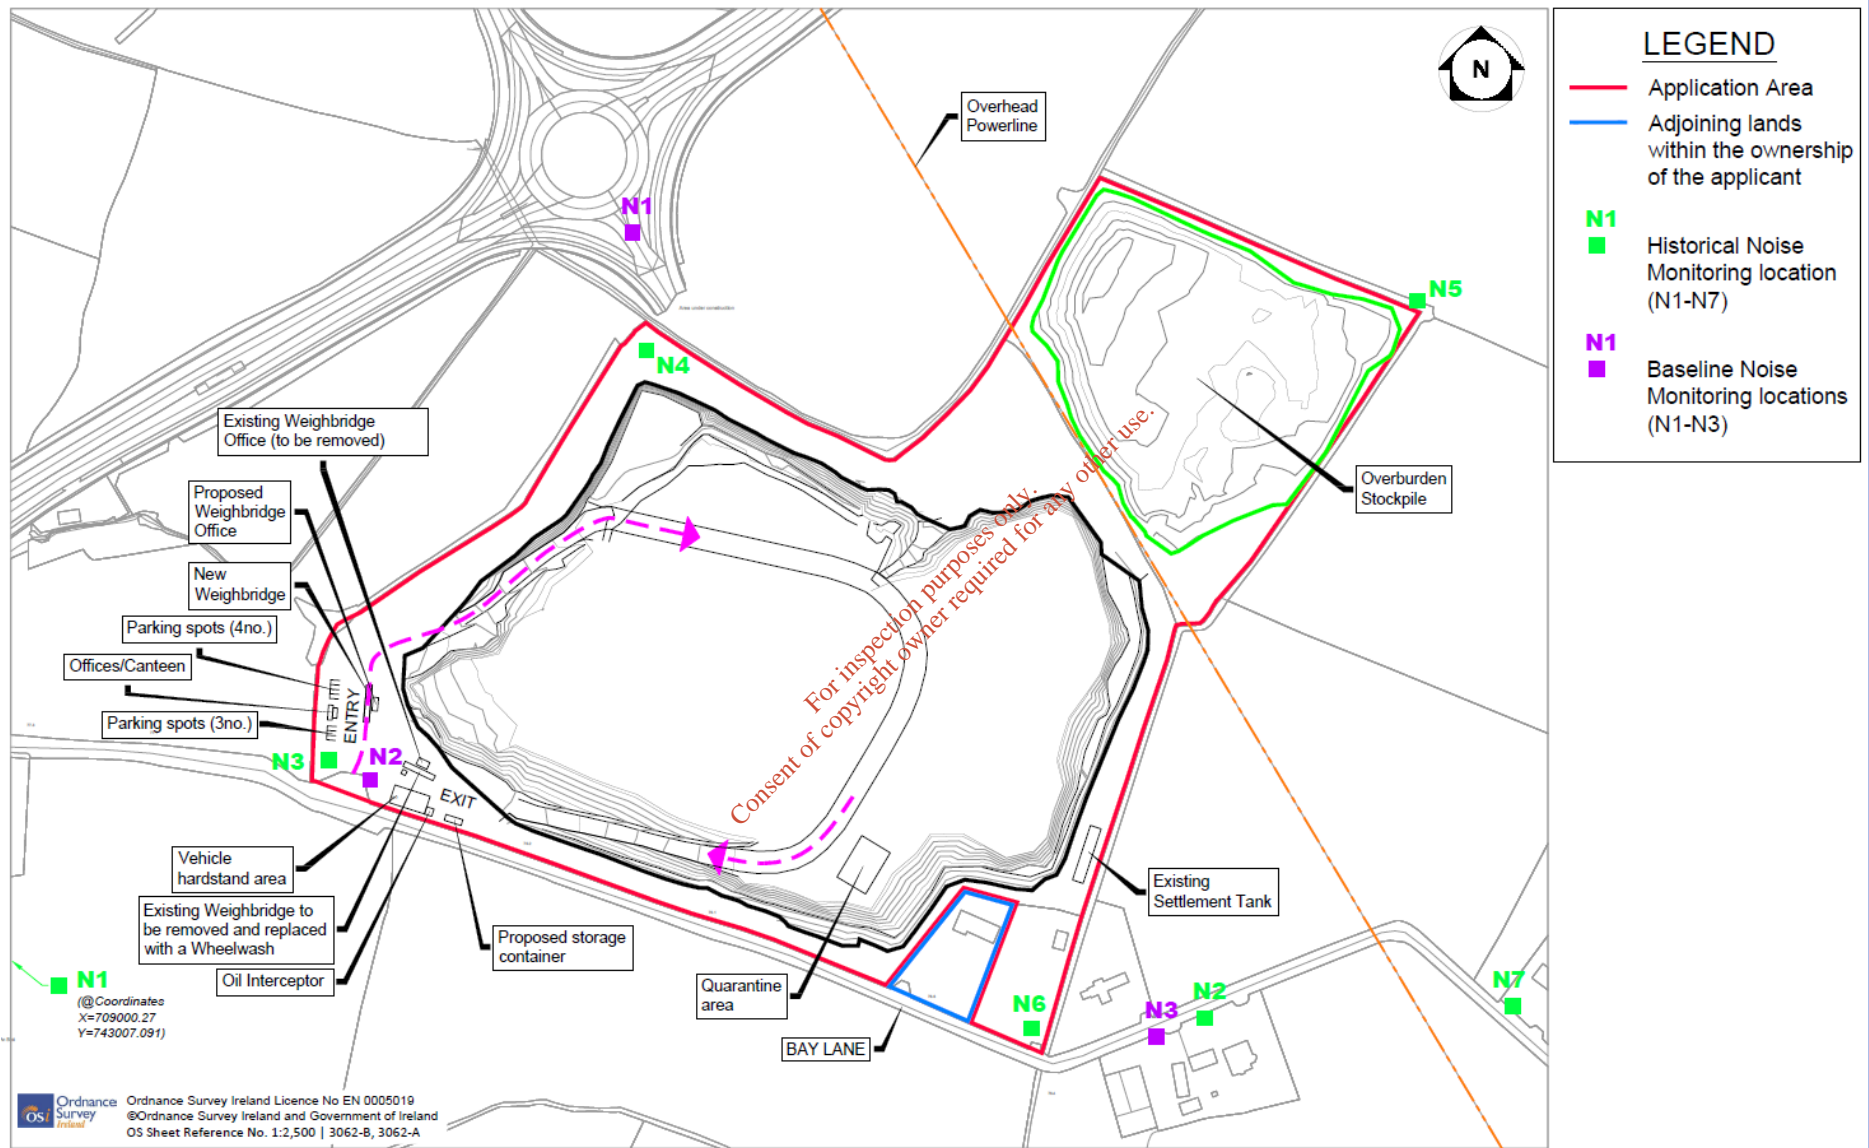 LEGEND
Application Area
Adjoining lands
within the ownership
of the applicant
N1
Historical Noise
Monitoring location
(N1-N7)
N1
Baseline Noise
Monitoring locations
(N1-N3)
N
Overhead
Powerline
N1
Area under construction
N5
N4
Existing Weighbridge
Office (to be removed)
Proposed
Weighbridge
Office
New
Weighbridge
Parking spots (4no.)
Offices/Canteen
Parking spots (3no.)
ENTRY
N3
N2
EXIT
Overburden
Stockpile
For inspection purposes only.
Consent of copyright owner required for any other use.
Vehicle
hardstand area
Existing Weighbridge to
be removed and replaced
with a Wheelwash
Oil Interceptor
Proposed storage
container
Quarantine
area
BAY LANE
Existing
Settlement Tank
N6
N3
N2
N7
N1
(@Coordinates
X=709000.27
Y=743007.091)
OSi
Ordnance
Survey
Ireland
Ordnance Survey Ireland Licence No EN 0005019
©Ordnance Survey Ireland and Government of Ireland
OS Sheet Reference No. 1:2,500 | 3062-B, 3062-A